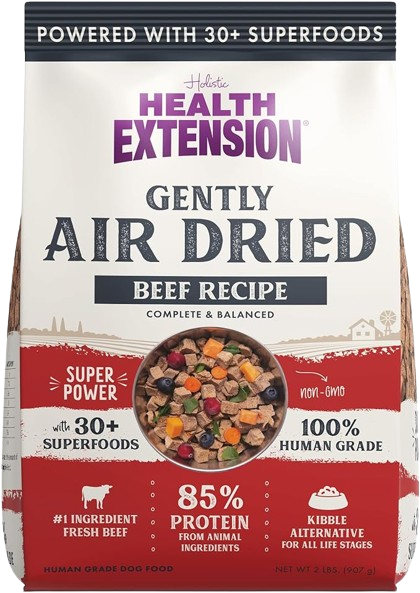 POWERED WITH 30+ SUPERFOODS
Holistic
HEALTH
EXTENSION®
GENTLY
AIR DRIED
BEEF RECIPE
COMPLETE & BALANCED
SUPER
POWER
with 30+
SUPERFOODS
non-GMO
100%
HUMAN GRADE
#1 INGREDIENT
FRESH BEEF
85%
PROTEIN
FROM ANIMAL
INGREDIENTS
KIBBLE
ALTERNATIVE
FOR ALL LIFE STAGES
HUMAN GRADE DOG FOOD
NET WT 2 LBS. (907 g)